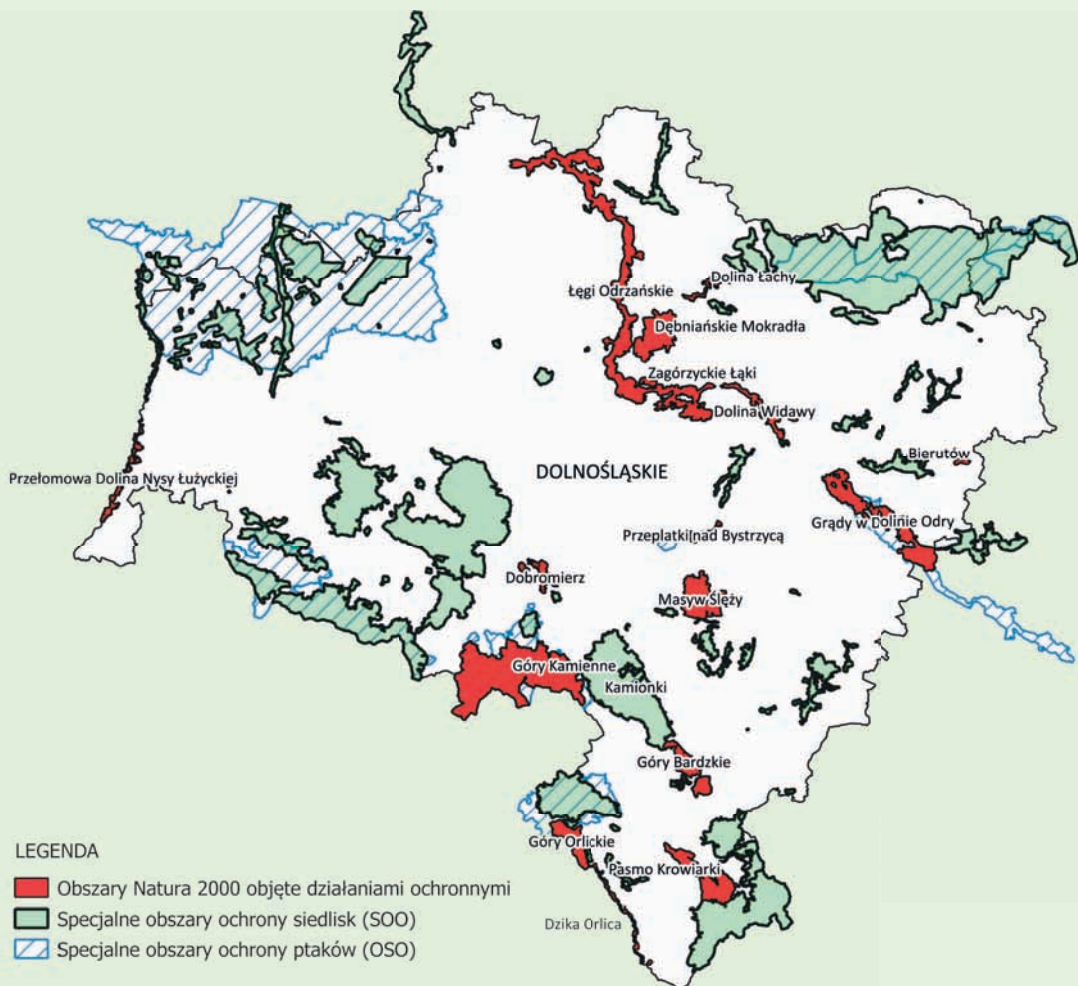 Dolina Łachy
Łęgi Odrzańskie
Dębniańskie Mokradła
Zagórzyckie Łąki
Dolina Widawy
Bierutów
DOLNOŚLĄSKIE
Przełomowa Dolina Nysy Łużyckiej
Grądy w Dolinie Odry
Przeplatki nad Bystrzycą
Dobromierz
Masyw Ślęży
Góry Kamienne
Kamionki
Góry Bardzkie
Góry Orlickie
Pasmo Krowiarki
Dzika Orlica
LEGENDA
Obszary Natura 2000 objęte działaniami ochronnymi
Specjalne obszary ochrony siedlisk (SOO)
Specjalne obszary ochrony ptaków (OSO)